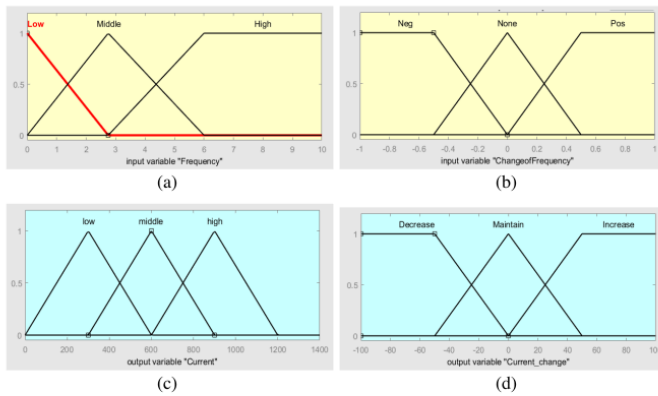 Low Middle High
1
0.5
0
0 1 2 3 4 5 6 7 8 9 10
input variable "Frequency"
(a)
Neg None Pos
1
0.5
0
-1 -0.8 -0.6 -0.4 -0.2 0 0.2 0.4 0.6 0.8 1
input variable "ChangeofFrequency"
(b)
low middle high
1
0.5
0
0 200 400 600 800 1000 1200 1400
output variable "Current"
(c)
Decrease Maintain Increase
1
0.5
0
-100 -80 -60 -40 -20 0 20 40 60 80 100
output variable "Current_change"
(d)